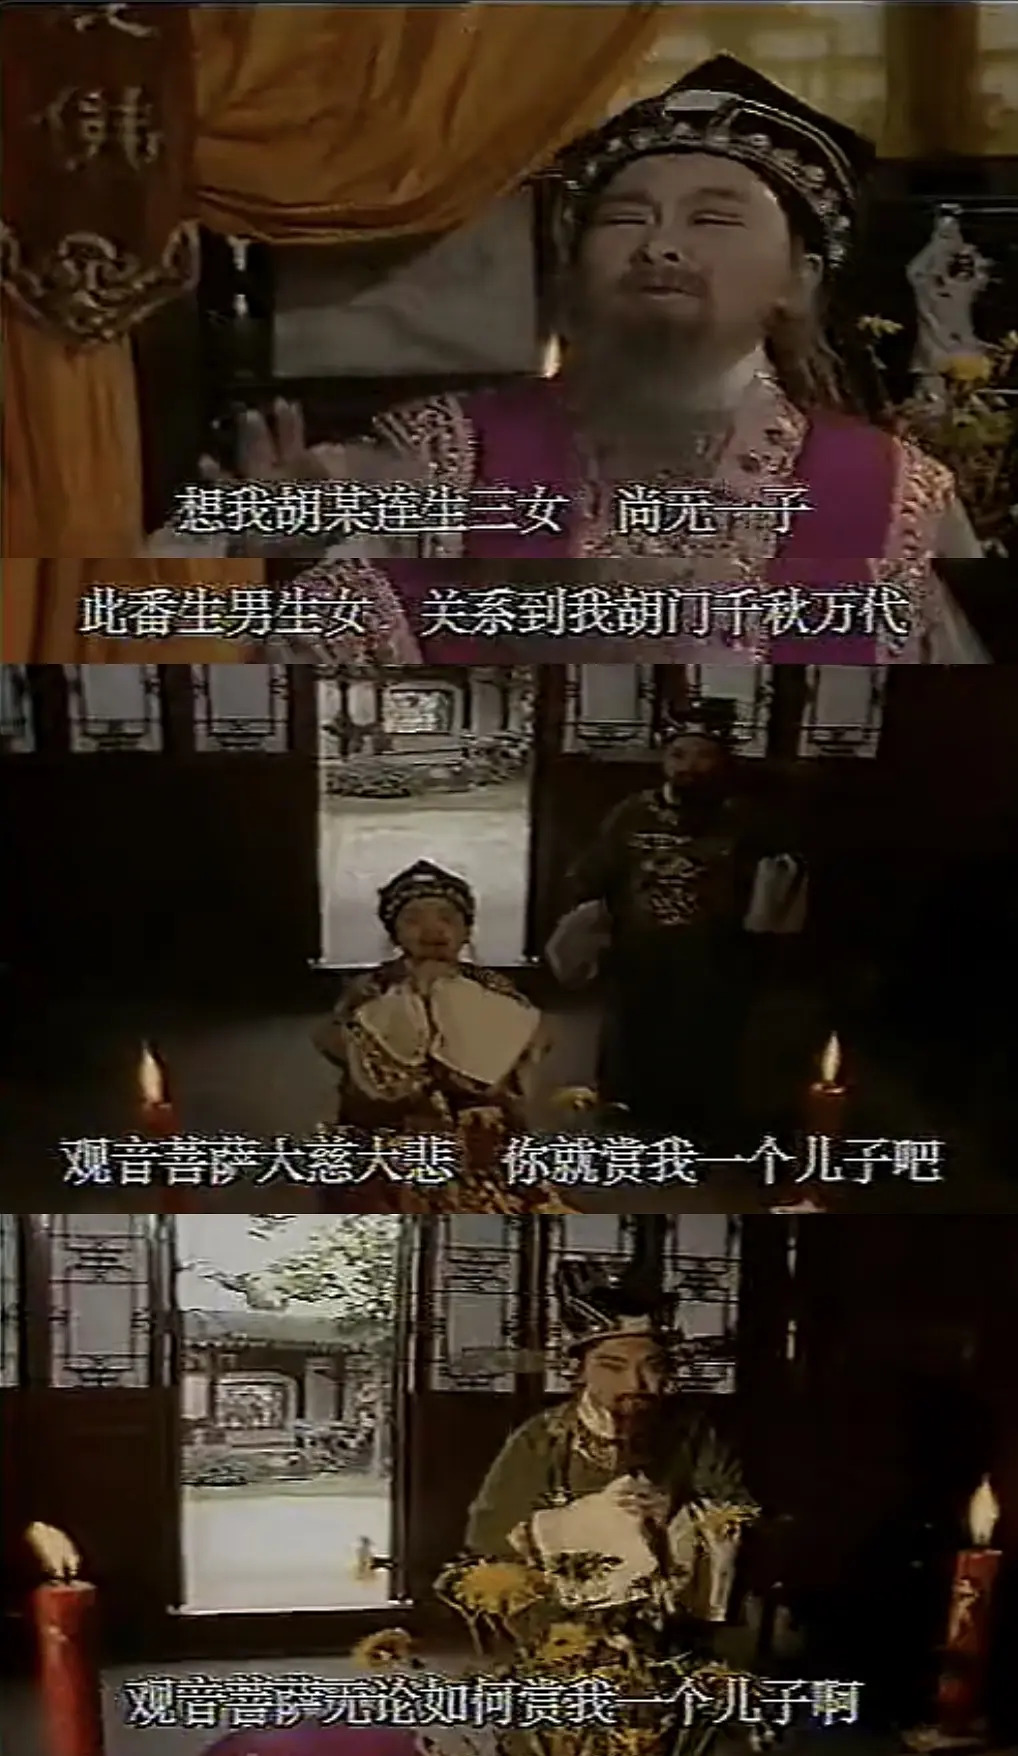 想我胡某连生三女 尚无一子
此番生男生女 关系到我胡门千秋万代
观音菩萨大慈大悲 你就赏我一个儿子吧
观音菩萨无论如何赏我一个儿子啊